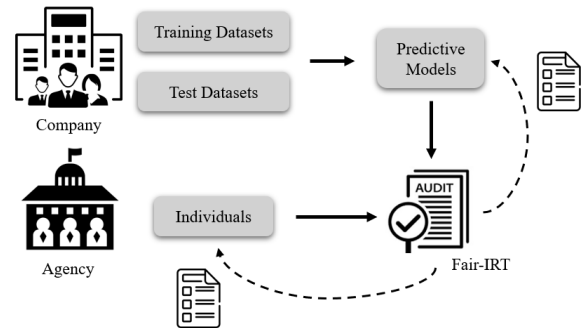 Training Datasets
Predictive
Models
Test Datasets
Company
AUDIT
Individuals
Agency
Fair-IRT